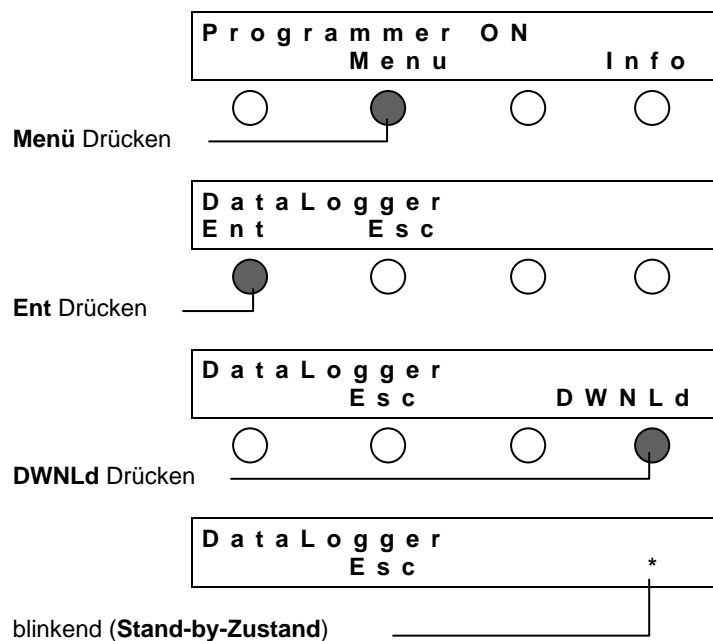 Programmer ON
Menu Info
Menü Drücken
DataLogger
Ent Esc
Ent Drücken
DataLogger
Esc DWNLd
DWNLd Drücken
DataLogger
Esc *
blinkend (Stand-by-Zustand)